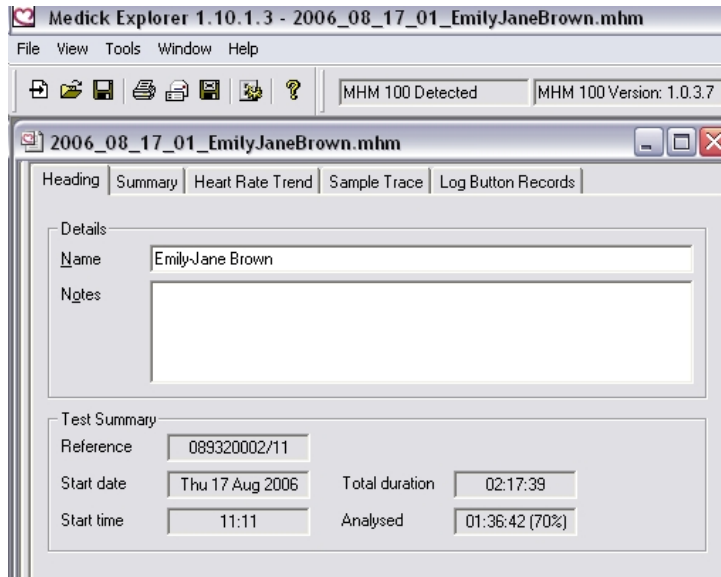 Medick Explorer 1.10.1.3 - 2006_08_17_01_EmilyJaneBrown.mhm
File View Tools Window Help
MHM 100 Detected MHM 100 Version: 1.0.3.7
2006_08_17_01_EmilyJaneBrown.mhm
Heading Summary Heart Rate Trend Sample Trace Log Button Records
Details
Name Emily-Jane Brown
Notes
Test Summary
Reference 089320002/11
Start date Thu 17 Aug 2006 Total duration 02:17:39
Start time 11:11 Analysed 01:36:42 (70%)